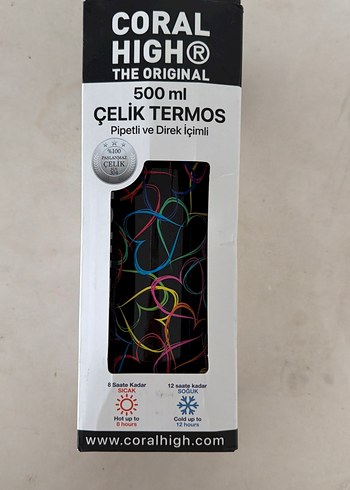 CORAL
HIGH®
THE ORIGINAL
500 ml
ÇELİK TERMOS
Pipetli ve Direk İçimli
%100
PASLANMAZ
ÇELİK
8 Saate Kadar
SICAK
Hot up to
8 hours
12 saate kadar
SOĞUK
Cold up to
12 hours
www.coralhigh.com